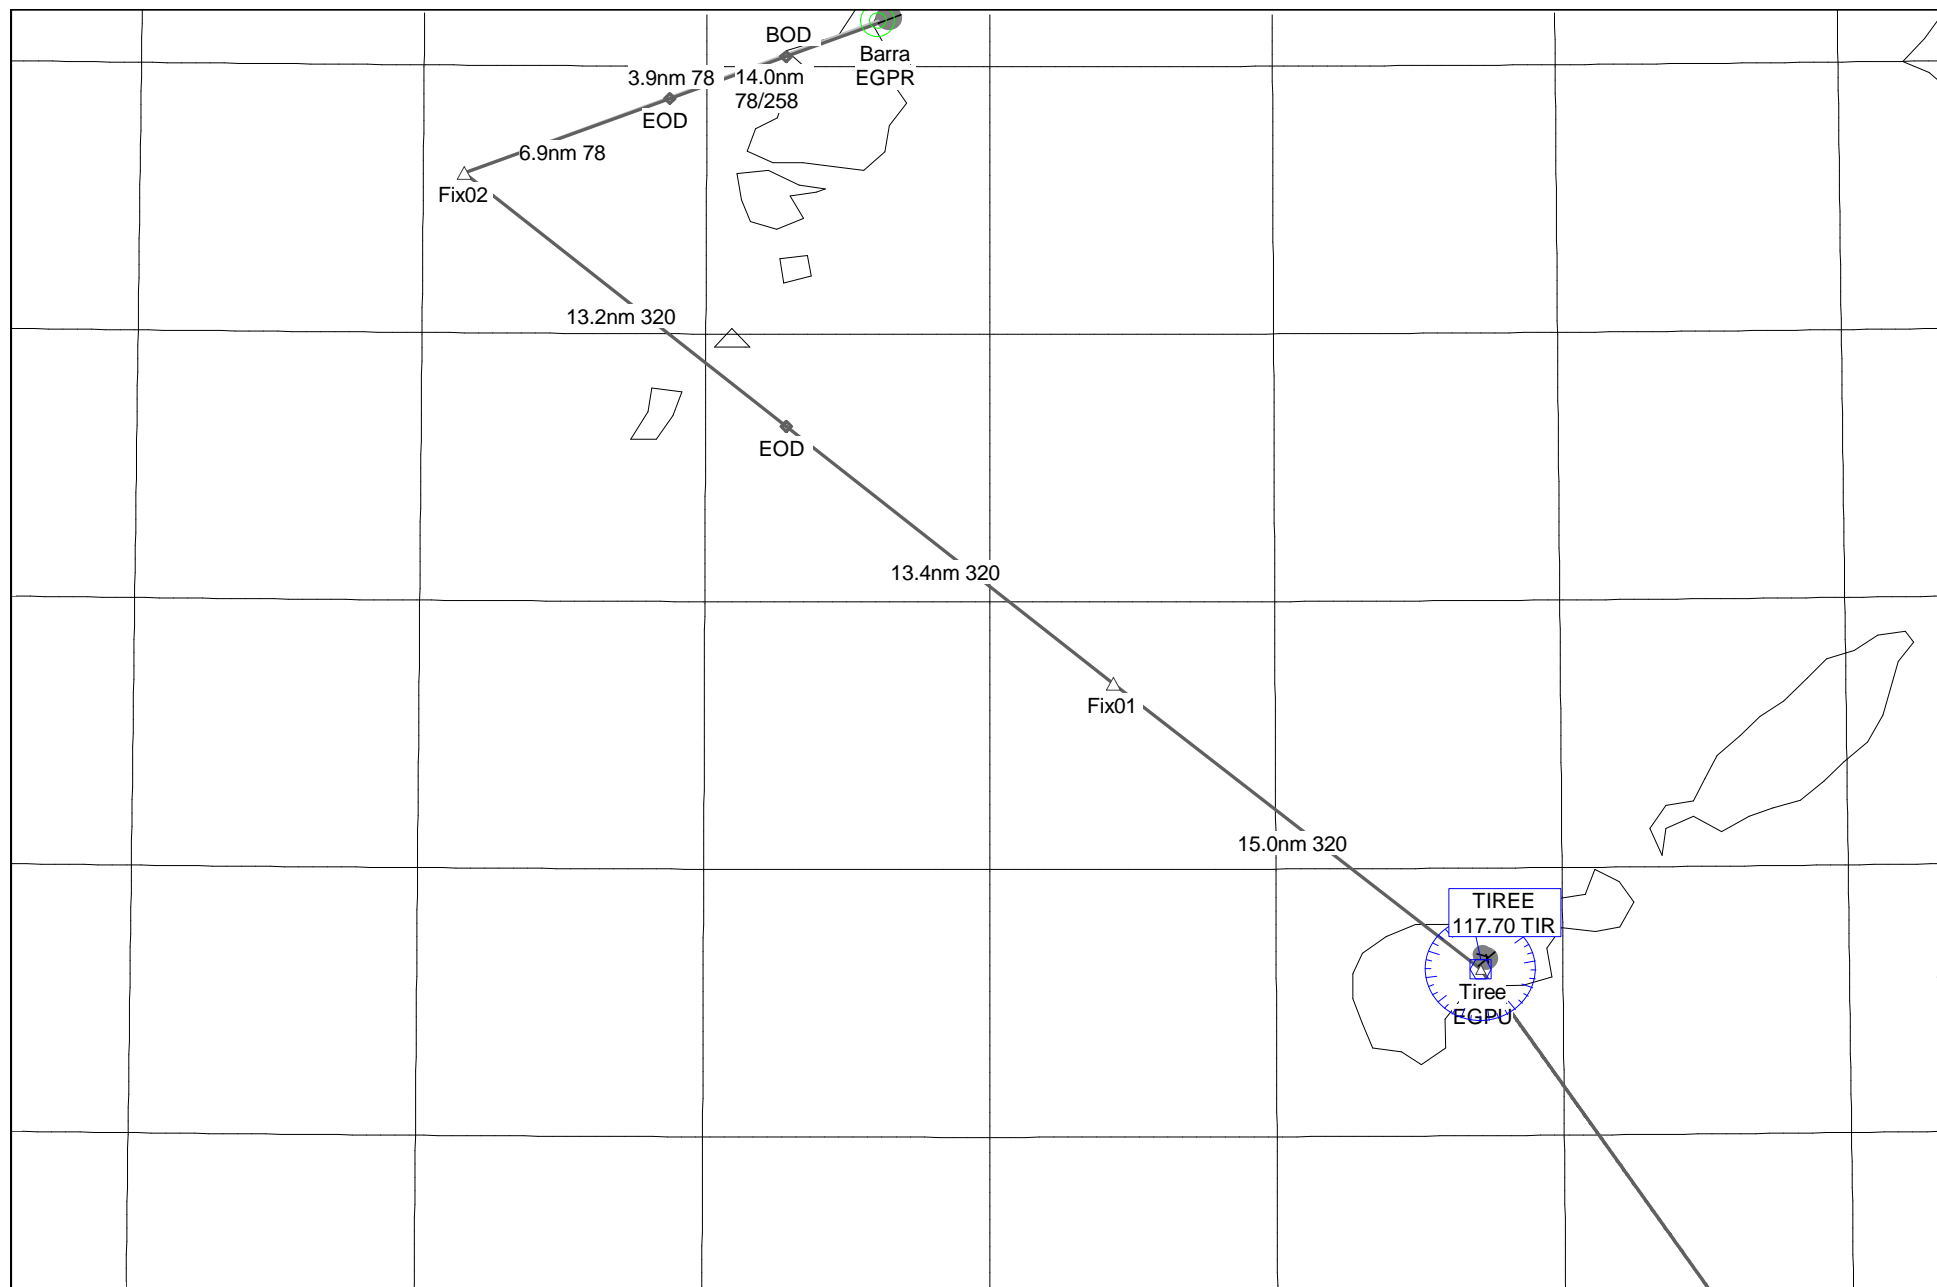 BOD
Barra
EGPR
3.9nm 78
14.0nm
78/258
EOD
6.9nm 78
Fix02
13.2nm 320
EOD
13.4nm 320
Fix01
15.0nm 320
TIREE
117.70 TIR
Tiree
EGPU